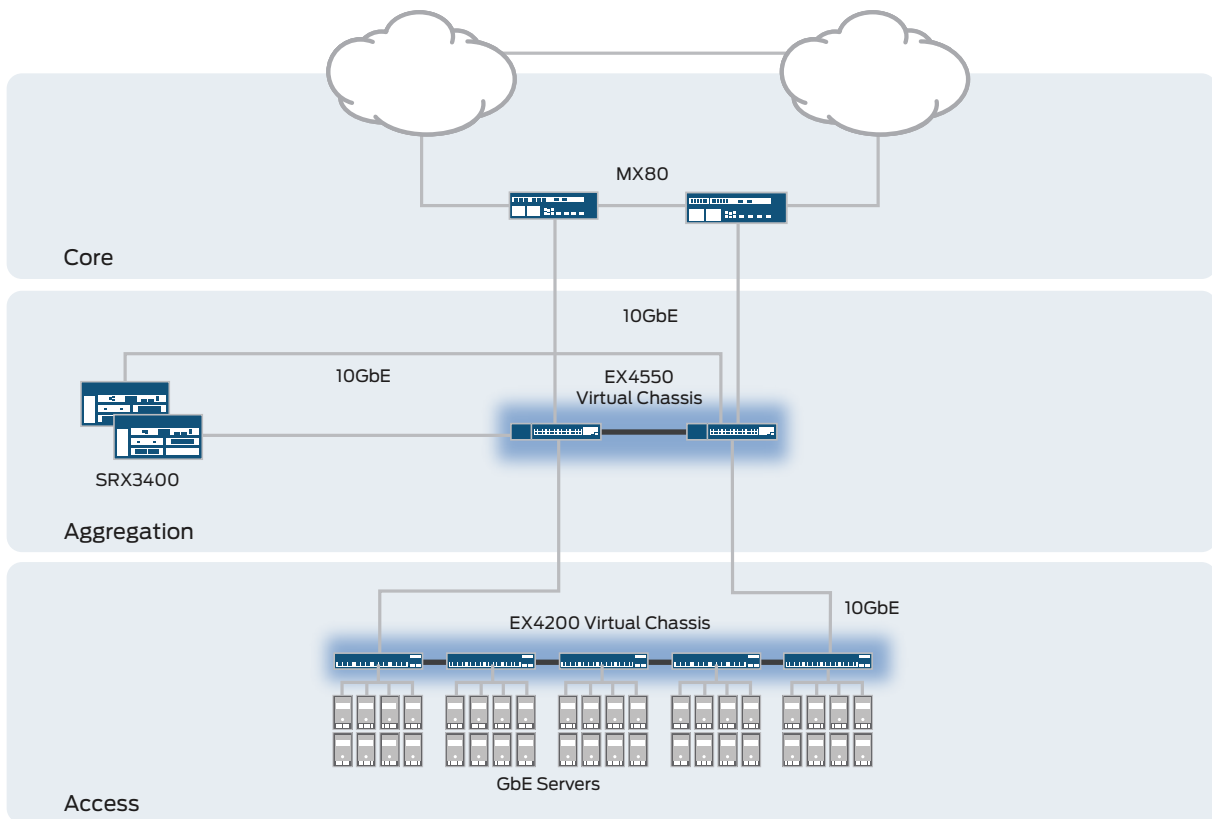 MX80
Core
10GbE
10GbE
EX4550
Virtual Chassis
SRX3400
Aggregation
10GbE
EX4200 Virtual Chassis
GbE Servers
Access